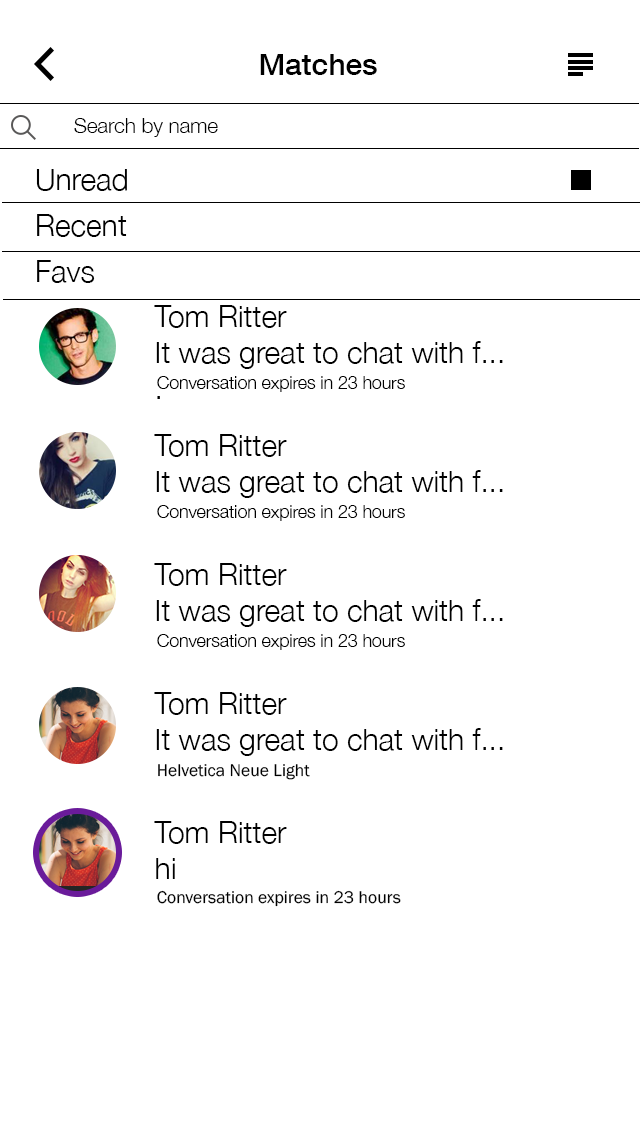 Matches
Search by name
Unread
Recent
Favs
Tom Ritter
It was great to chat with f...
Conversation expires in 23 hours
.
Tom Ritter
It was great to chat with f...
Conversation expires in 23 hours
Tom Ritter
It was great to chat with f...
Conversation expires in 23 hours
Tom Ritter
It was great to chat with f...
Helvetica Neue Light
Tom Ritter
hi
Conversation expires in 23 hours